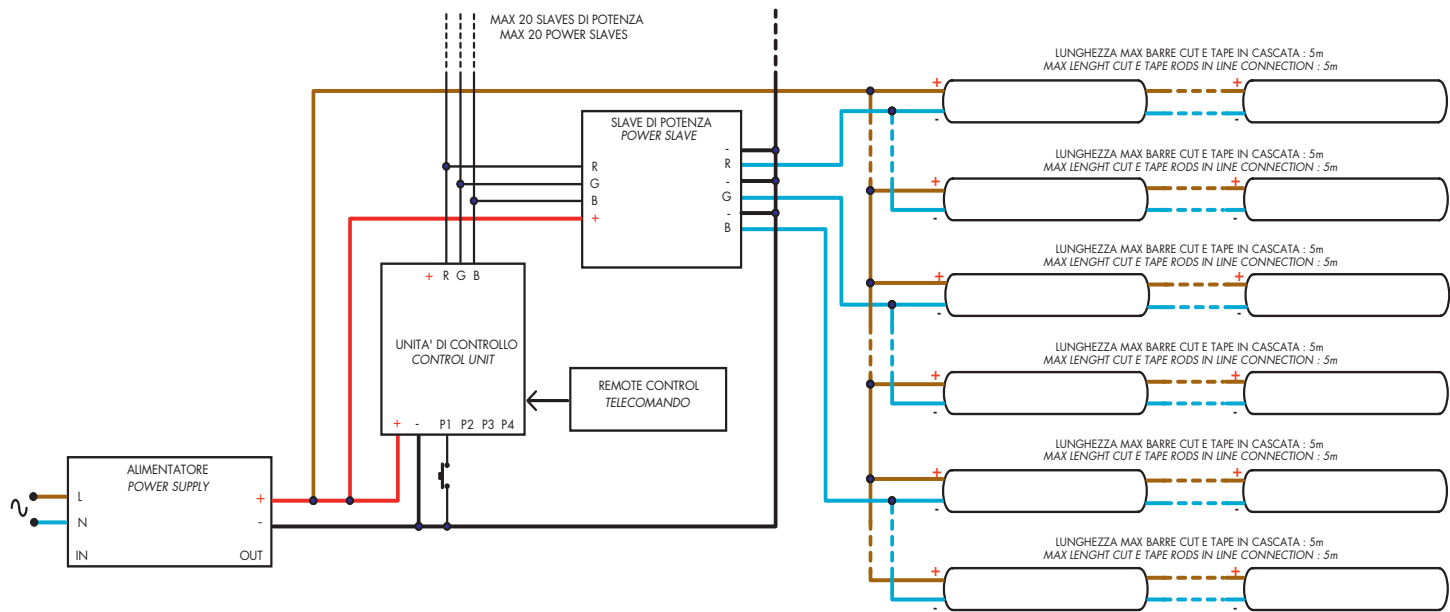 MAX 20 SLAVES DI POTENZA
MAX 20 POWER SLAVES
LUNGHEZZA MAX BARRE CUT E TAPE IN CASCATA : 5m
MAX LENGHT CUT E TAPE RODS IN LINE CONNECTION : 5m
+ +
-
SLAVE DI POTENZA
POWER SLAVE
-
R R
-
G G
-
B B
+
LUNGHEZZA MAX BARRE CUT E TAPE IN CASCATA : 5m
MAX LENGHT CUT E TAPE RODS IN LINE CONNECTION : 5m
+ +
- -
+ R G B
UNITA' DI CONTROLLO
CONTROL UNIT
+ - P1 P2 P3 P4
REMOTE CONTROL
TELECOMANDO
LUNGHEZZA MAX BARRE CUT E TAPE IN CASCATA : 5m
MAX LENGHT CUT E TAPE RODS IN LINE CONNECTION : 5m
+ +
- -
LUNGHEZZA MAX BARRE CUT E TAPE IN CASCATA : 5m
MAX LENGHT CUT E TAPE RODS IN LINE CONNECTION : 5m
+ +
- -
ALIMENTATORE
POWER SUPPLY
L +
N -
IN OUT
LUNGHEZZA MAX BARRE CUT E TAPE IN CASCATA : 5m
MAX LENGHT CUT E TAPE RODS IN LINE CONNECTION : 5m
+ +
- -
LUNGHEZZA MAX BARRE CUT E TAPE IN CASCATA : 5m
MAX LENGHT CUT E TAPE RODS IN LINE CONNECTION : 5m
+ +
- -